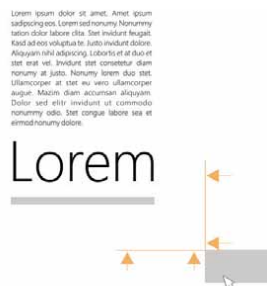 Lorem ipsum dolor sit amet. Amet ipsum
sadipscing eos. Lorem sed nonumy. Nonummy
tation dolor labore clita. Stet invidunt feugait.
Kasd ad eos voluptua te. Justo invidunt dolore.
Aliquyam nihil adipiscing. Lobortis et at duo et
stet erat vel. Invidunt stet consetetur diam
nonumy at justo. Nonumy lorem duo stet.
Ullamcorper at stet eu vero ullamcorper
augue. Mazim diam accumsan aliquyam.
Dolor sed elitr invidunt ut commodo
nonummy odio. Stet congue labore sea et
eirmod nonumy dolore.
Lorem